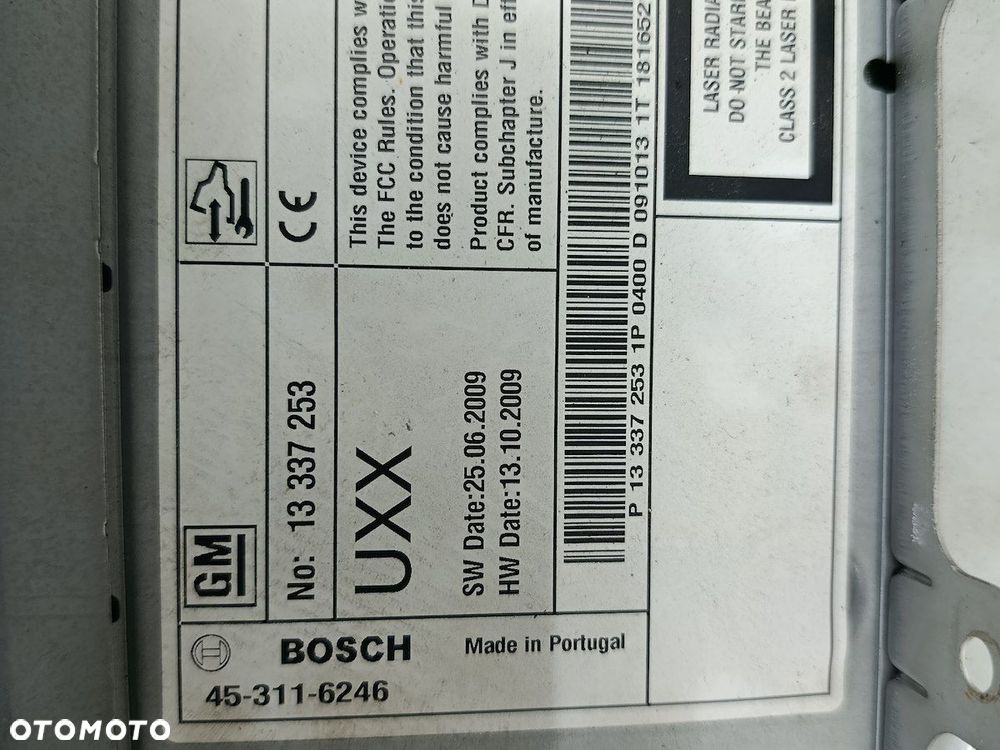 GM
No: 13 337 253
CE
UXX
SW Date:25.06.2009
HW Date:13.10.2009
This device complies
The FCC Rules. Operatio
to the condition that this
does not cause harmful
Product complies with D
CFR. Subchapter J in eff
of manufacture.
P 13 337 253 1P 0400 D D091013 1T 181652
LASER RADIA
DO NOT STAR
THE BEA
CLASS 2 LASER
BOSCH
Made in Portugal
45-311-6246
OTOMOTO